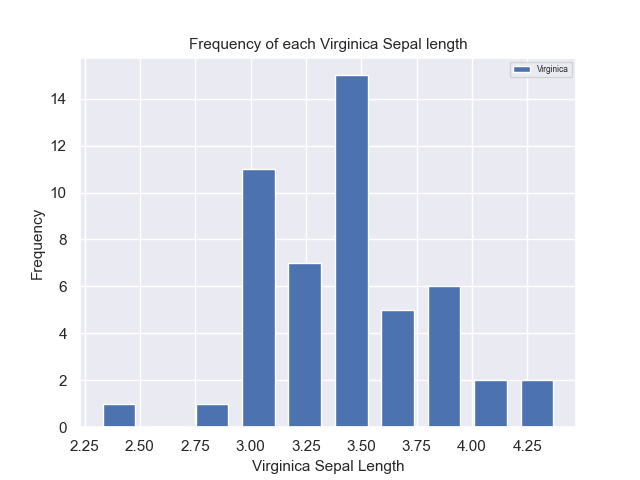 Frequency of each Virginica Sepal length
Virginica
14
12
10
8
6
4
2
0
Frequency
2.25 2.50 2.75 3.00 3.25 3.50 3.75 4.00 4.25
Virginica Sepal Length